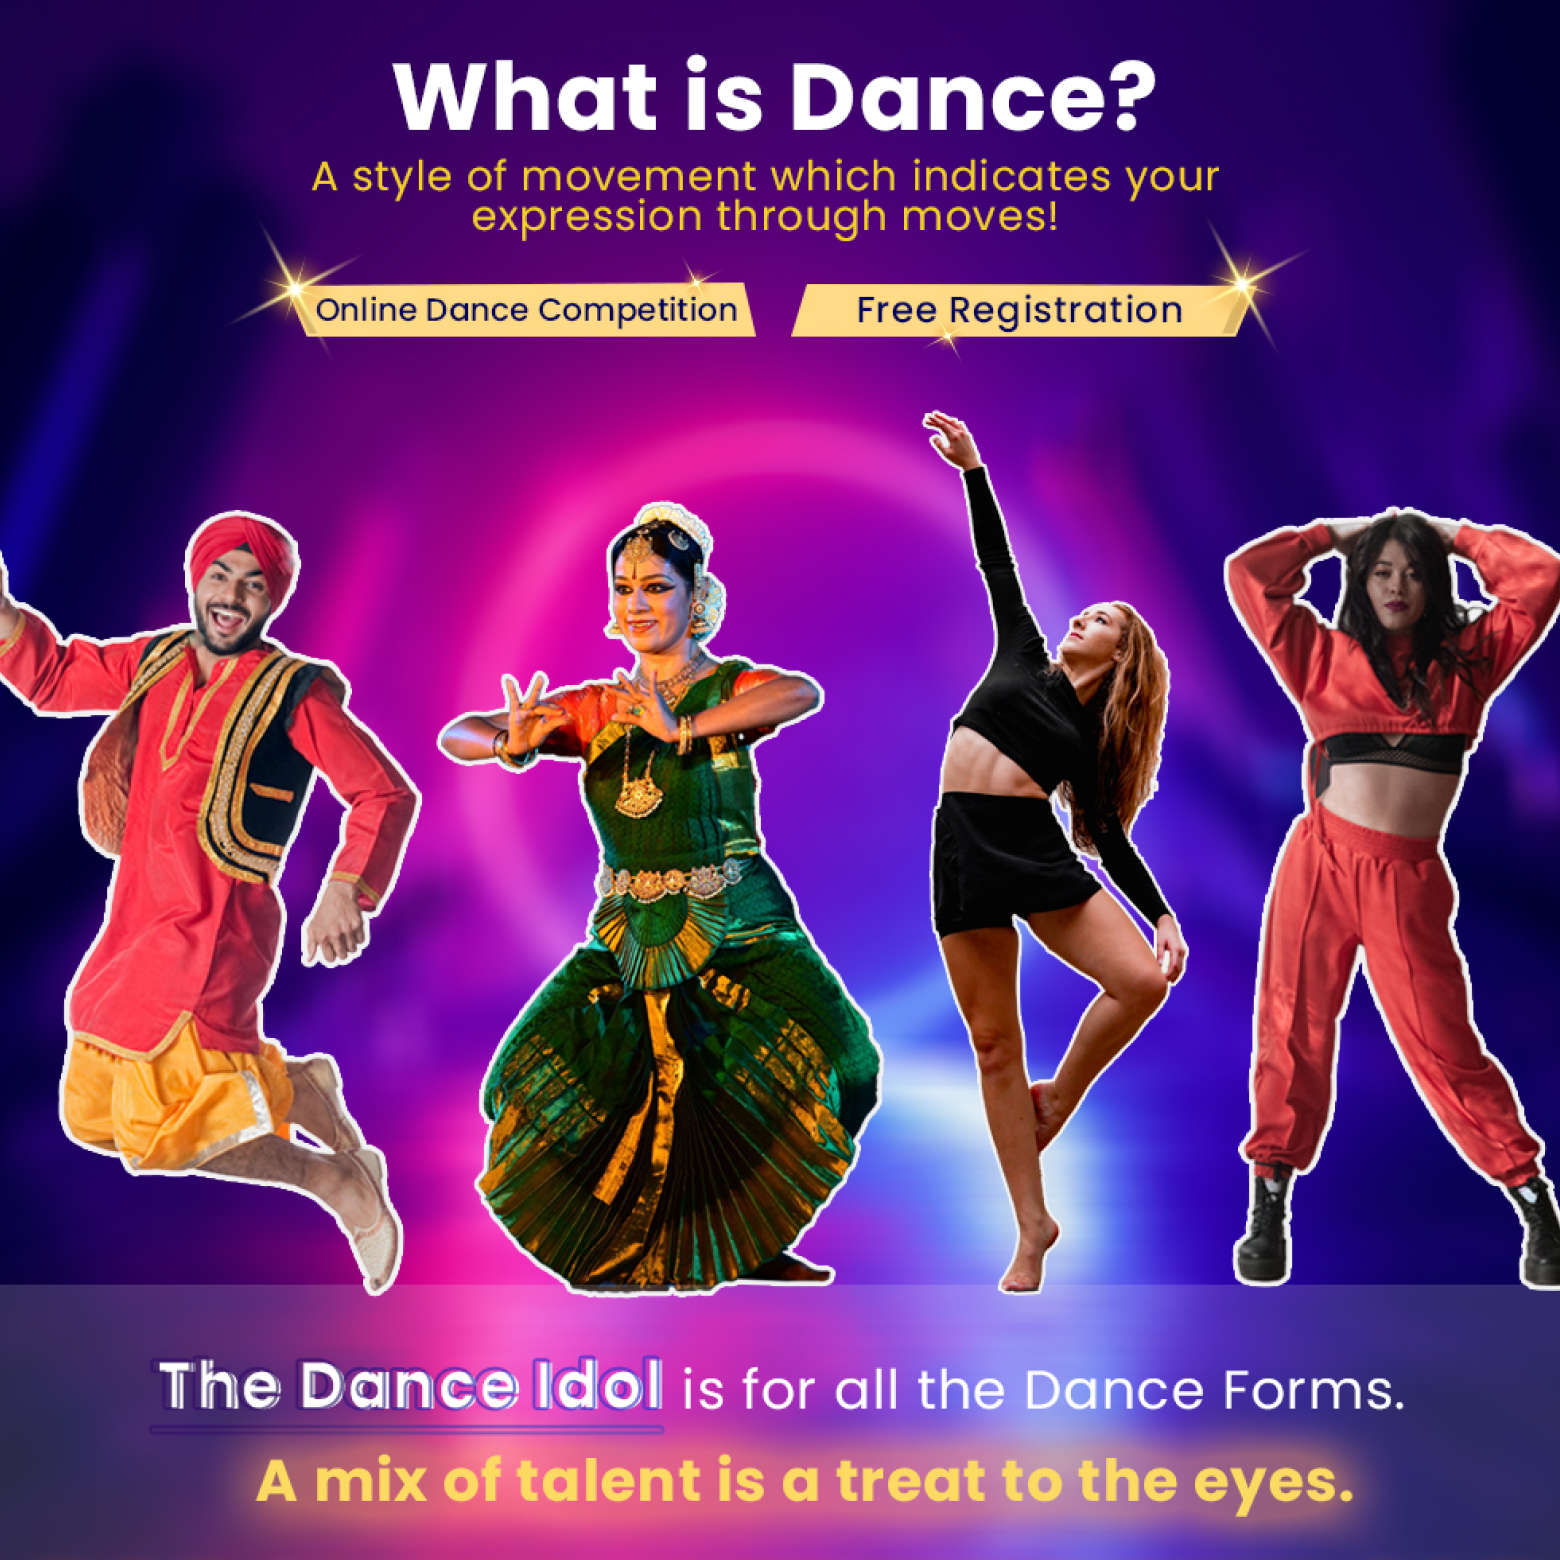 What is Dance?
A style of movement which indicates your
expression through moves!
Online Dance Competition
Free Registration
The Dance Idol is for all the Dance Forms.
A mix of talent is a treat to the eyes.